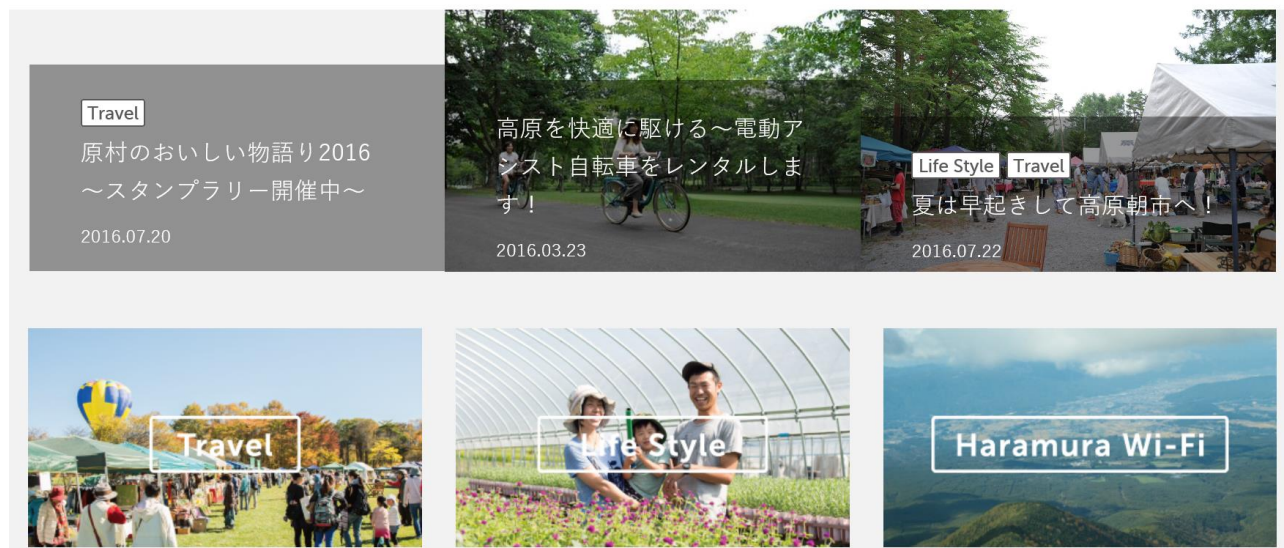 Travel
原村のおいしい物語り2016
～スタンプラリー開催中～
2016.07.20
高原を快適に駆ける～電動ア
シスト自転車をレンタルしま
す！
2016.03.23
Life Style Travel
夏は早起きして高原朝市へ！
2016.07.22
Travel
Life Style
Haramura Wi-Fi